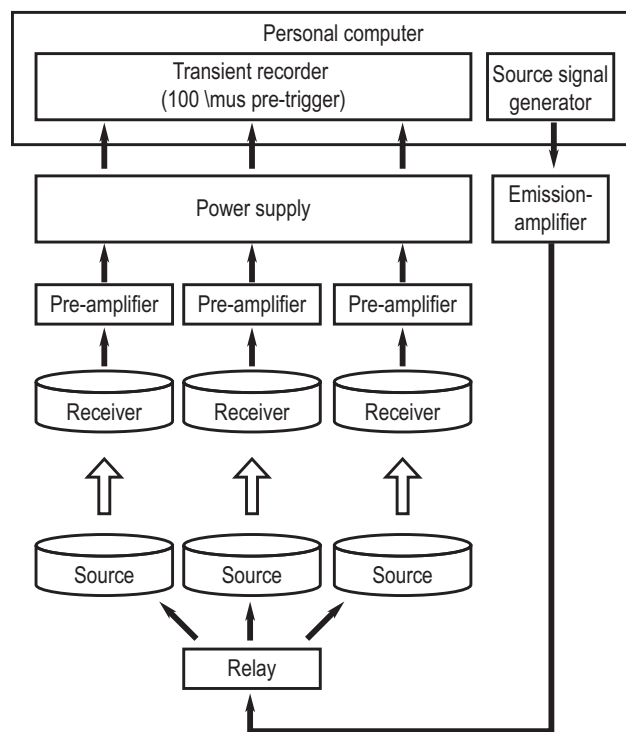 Personal computer
Transient recorder
(100 \mus pre-trigger)
Source signal
generator
Power supply
Emission-
amplifier
Pre-amplifier
Pre-amplifier
Pre-amplifier
Receiver
Receiver
Receiver
Source
Source
Source
Relay